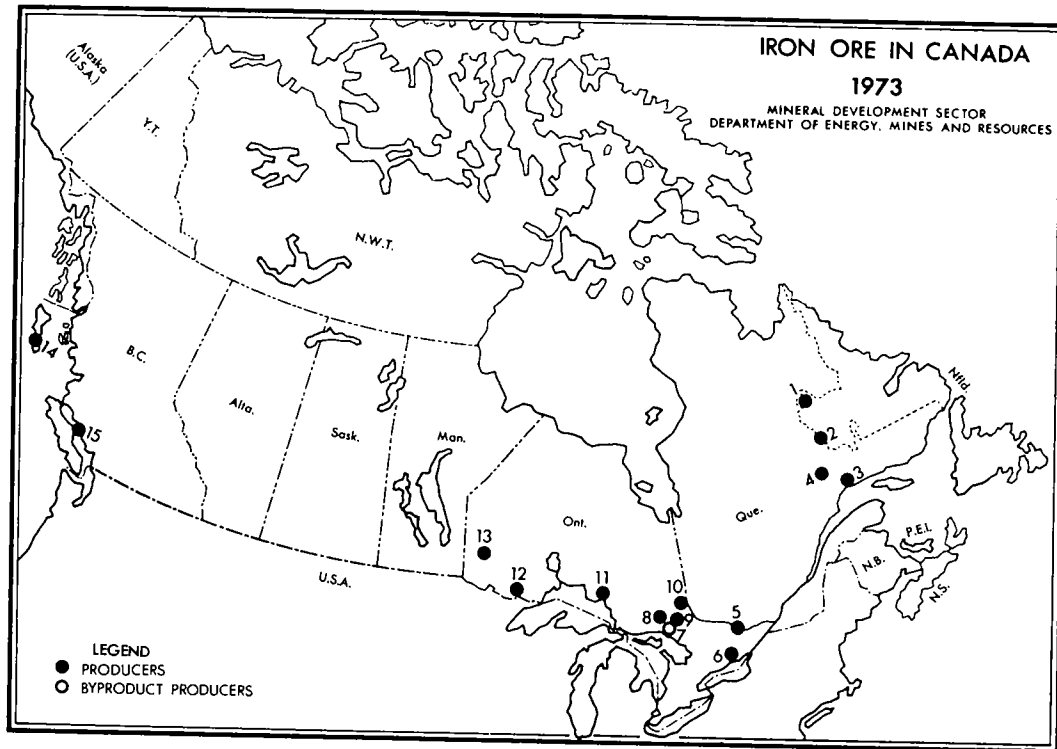 IRON ORE IN CANADA
1973
MINERAL DEVELOPMENT SECTOR
DEPARTMENT OF ENERGY, MINES AND RESOURCES
Alaska
(U.S.A.)
Y.T.
N.W.T.
B.C.
Alta.
Sask.
Man.
Ont.
Que.
Nfld.
P.E.I.
N.B.
N.S.
U.S.A.
1
2
3
4
5
6
7
8
9
10
11
12
13
14
15
LEGEND
PRODUCERS
BYPRODUCT PRODUCERS